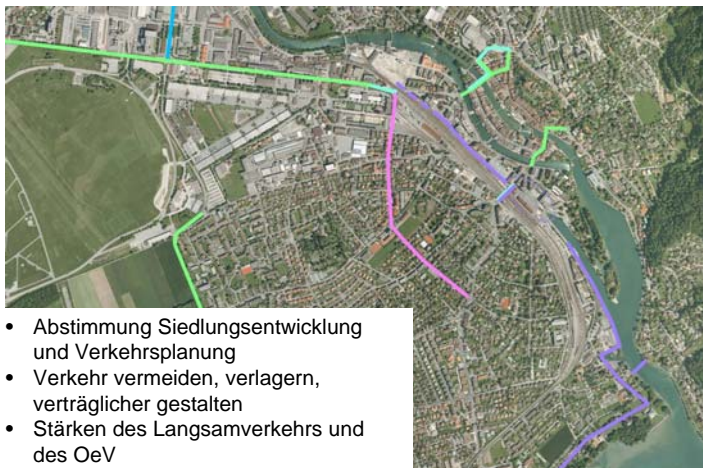 • Abstimmung Siedlungsentwicklung
und Verkehrsplanung
• Verkehr vermeiden, verlagern,
verträglicher gestalten
• Stärken des Langsamverkehrs und
des OeV